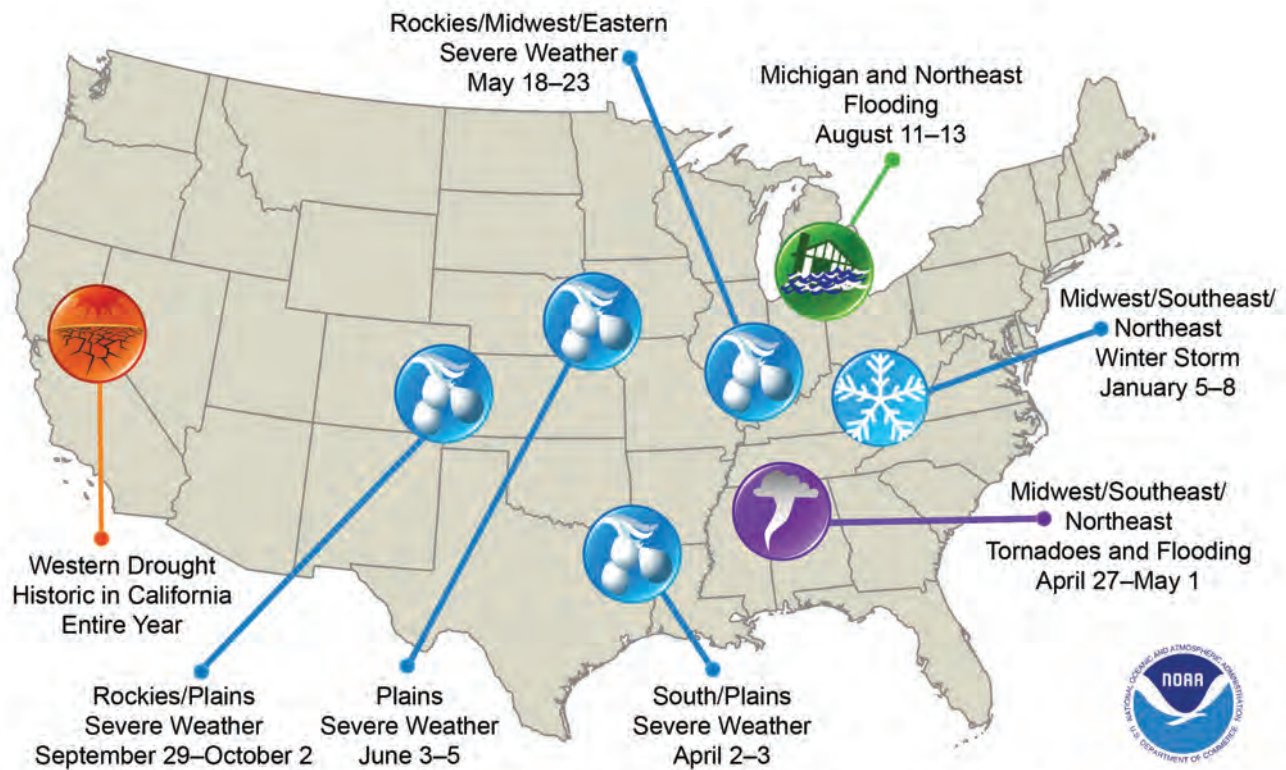 Rockies/Midwest/Eastern
Severe Weather
May 18–23
Michigan and Northeast
Flooding
August 11–13
Midwest/Southeast/
Northeast
Winter Storm
January 5–8
Midwest/Southeast/
Northeast
Tornadoes and Flooding
April 27–May 1
Western Drought
Historic in California
Entire Year
Rockies/Plains
Severe Weather
September 29–October 2
Plains
Severe Weather
June 3–5
South/Plains
Severe Weather
April 2–3
NATIONAL OCEANIC AND ATMOSPHERIC ADMINISTRATION
NOAA
U.S. DEPARTMENT OF COMMERCE